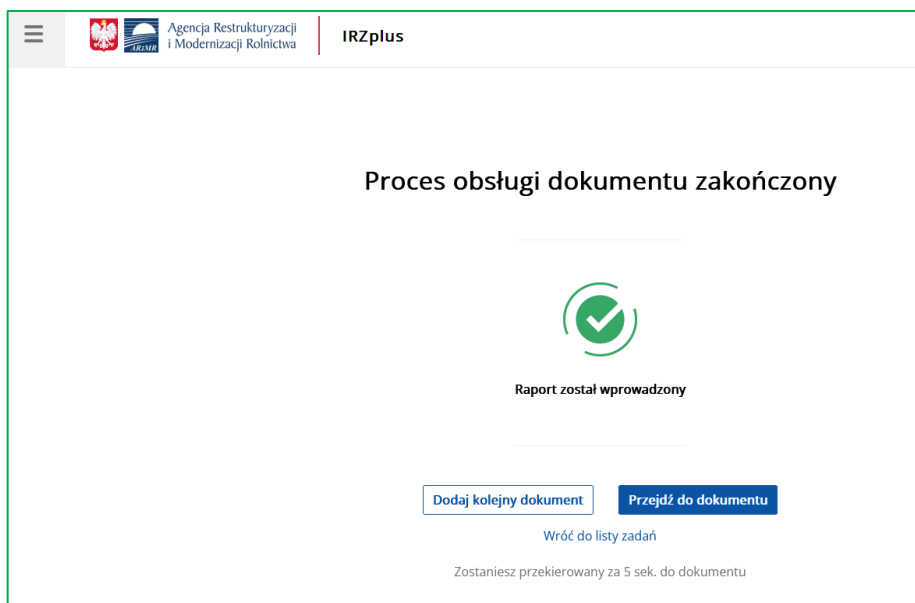 Agencja Restrukturyzacji
i Modernizacji Rolnictwa
ARiMR
IRZplus
Proces obsługi dokumentu zakończony
Raport został wprowadzony
Dodaj kolejny dokument
Przejdź do dokumentu
Wróć do listy zadań
Zostaniesz przekierowany za 5 sek. do dokumentu